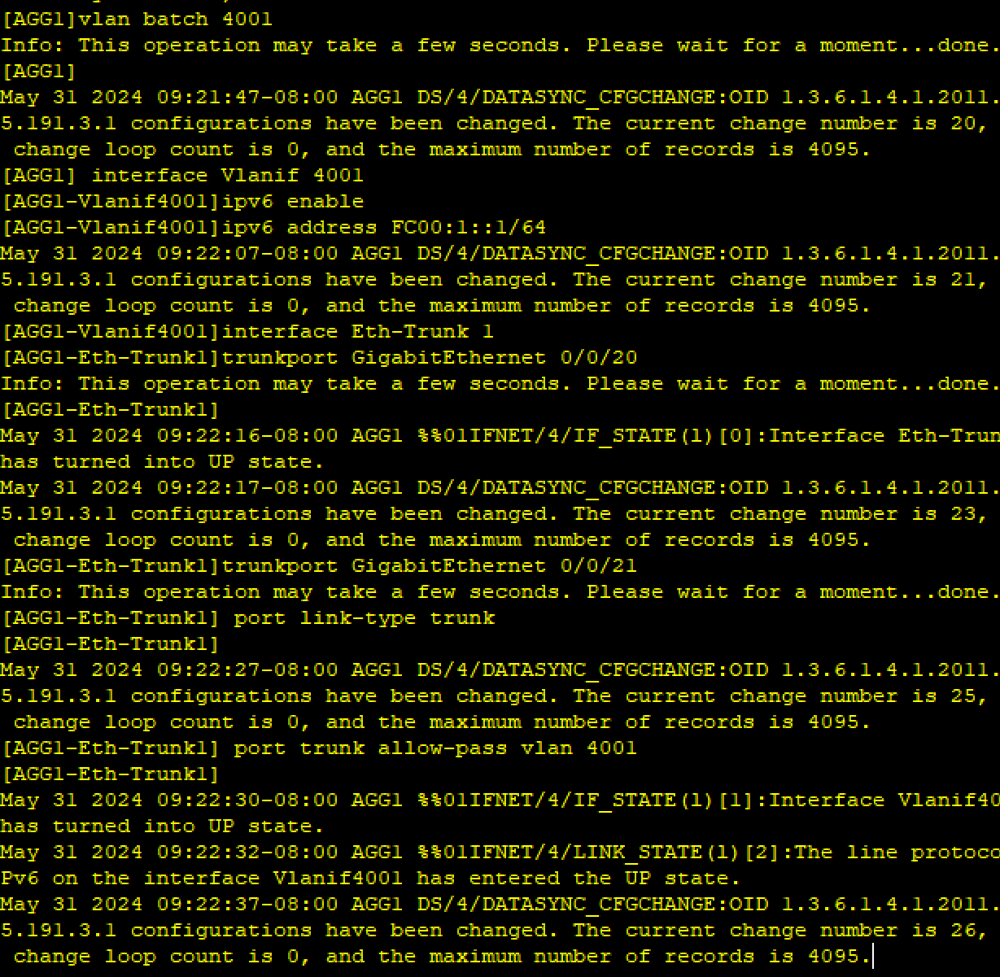 [AGG1]vlan batch 4001
Info: This operation may take a few seconds. Please wait for a moment...done.
[AGG1]
May 31 2024 09:21:47-08:00 AGG1 DS/4/DATASYNC_CFGCHANGE:OID 1.3.6.1.4.1.2011.
5.191.3.1 configurations have been changed. The current change number is 20,
 change loop count is 0, and the maximum number of records is 4095.
[AGG1] interface Vlanif 4001
[AGG1-Vlanif4001]ipv6 enable
[AGG1-Vlanif4001]ipv6 address FC00:1::1/64
May 31 2024 09:22:07-08:00 AGG1 DS/4/DATASYNC_CFGCHANGE:OID 1.3.6.1.4.1.2011.
5.191.3.1 configurations have been changed. The current change number is 21,
 change loop count is 0, and the maximum number of records is 4095.
[AGG1-Vlanif4001]interface Eth-Trunk 1
[AGG1-Eth-Trunk1]trunkport GigabitEthernet 0/0/20
Info: This operation may take a few seconds. Please wait for a moment...done.
[AGG1-Eth-Trunk1]
May 31 2024 09:22:16-08:00 AGG1 %%01IFNET/4/IF_STATE(l)[0]:Interface Eth-Trun
has turned into UP state.
May 31 2024 09:22:17-08:00 AGG1 DS/4/DATASYNC_CFGCHANGE:OID 1.3.6.1.4.1.2011.
5.191.3.1 configurations have been changed. The current change number is 23,
 change loop count is 0, and the maximum number of records is 4095.
[AGG1-Eth-Trunk1]trunkport GigabitEthernet 0/0/21
Info: This operation may take a few seconds. Please wait for a moment...done.
[AGG1-Eth-Trunk1] port link-type trunk
[AGG1-Eth-Trunk1]
May 31 2024 09:22:27-08:00 AGG1 DS/4/DATASYNC_CFGCHANGE:OID 1.3.6.1.4.1.2011.
5.191.3.1 configurations have been changed. The current change number is 25,
 change loop count is 0, and the maximum number of records is 4095.
[AGG1-Eth-Trunk1] port trunk allow-pass vlan 4001
[AGG1-Eth-Trunk1]
May 31 2024 09:22:30-08:00 AGG1 %%01IFNET/4/IF_STATE(l)[1]:Interface Vlanif40
has turned into UP state.
May 31 2024 09:22:32-08:00 AGG1 %%01IFNET/4/LINK_STATE(l)[2]:The line protoco
Pv6 on the interface Vlanif4001 has entered the UP state.
May 31 2024 09:22:37-08:00 AGG1 DS/4/DATASYNC_CFGCHANGE:OID 1.3.6.1.4.1.2011.
5.191.3.1 configurations have been changed. The current change number is 26,
 change loop count is 0, and the maximum number of records is 4095.